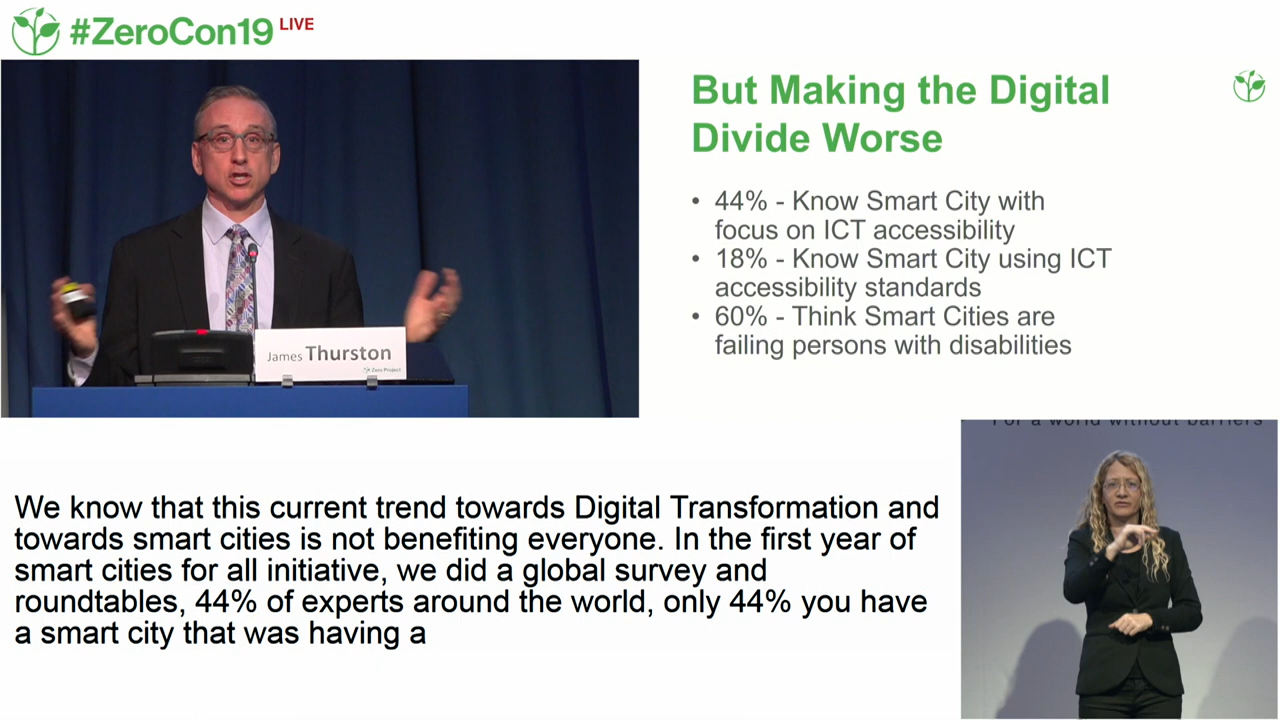 #ZeroCon19 LIVE
But Making the Digital
Divide Worse
• 44% - Know Smart City with
focus on ICT accessibility
• 18% - Know Smart City using ICT
accessibility standards
• 60% - Think Smart Cities are
failing persons with disabilities
James Thurston
Zero Project
For a world without barriers
We know that this current trend towards Digital Transformation and
towards smart cities is not benefiting everyone. In the first year of
smart cities for all initiative, we did a global survey and
roundtables, 44% of experts around the world, only 44% you have
a smart city that was having a